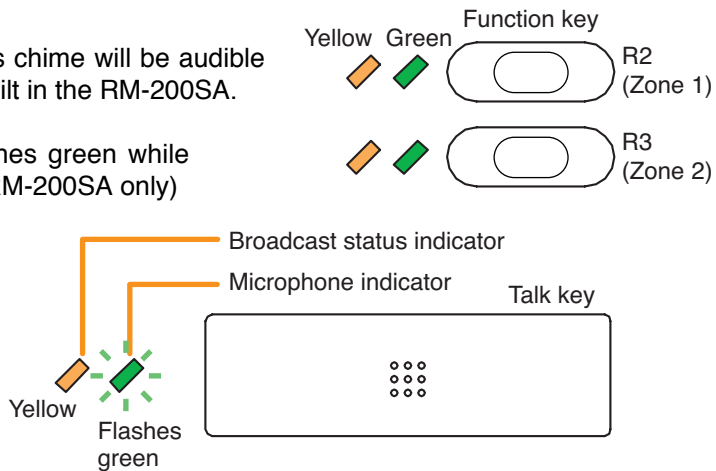 Function key
Yellow Green
s chime will be audible
R2
ilt in the RM-200SA.
(Zone 1)
hes green while
R3
RM-200SA only)
(Zone 2)
Broadcast status indicator
Microphone indicator
Talk key
Yellow
Flashes
green